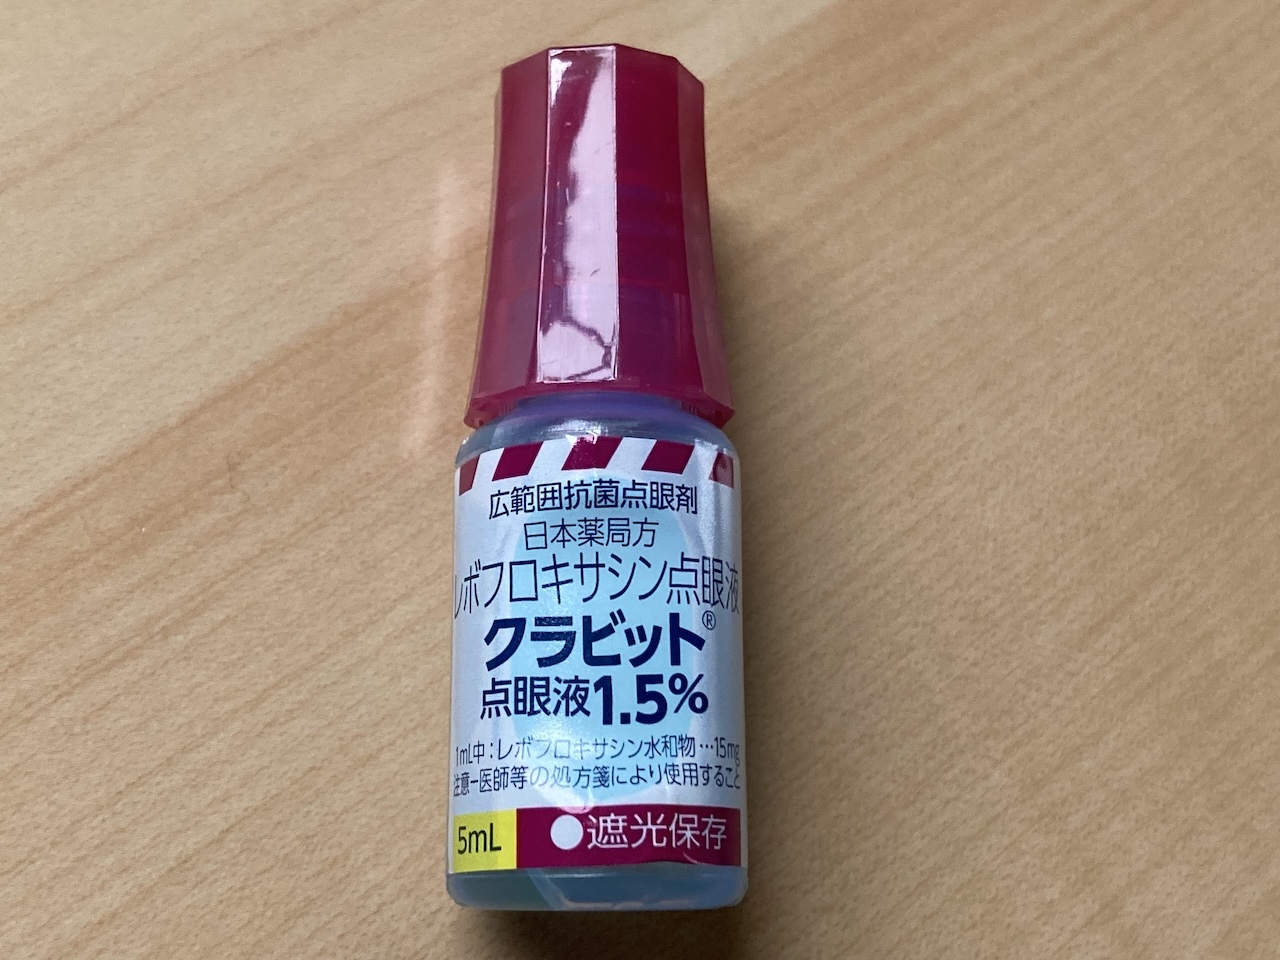 広範囲抗菌点眼剤
日本薬局方
レボフロキサシン点眼液
クラビット®
点眼液1.5%
1mL中：レボフロキサシン水和物…15mg
注意－医師等の処方箋により使用すること
5mL ●遮光保存